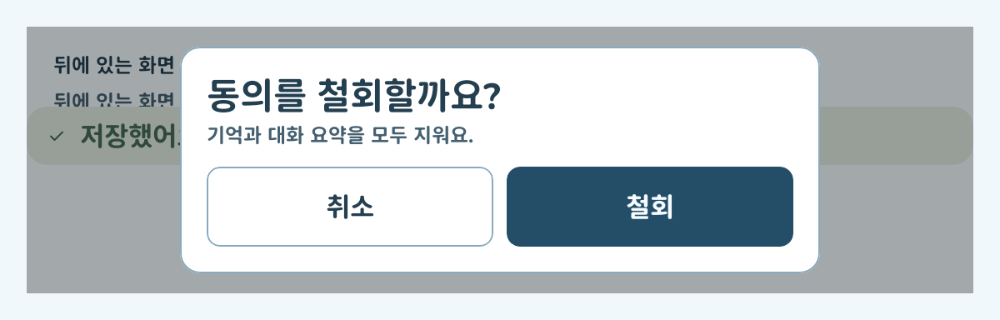 뒤에 있는 화면
뒤에 있는 화면
저장했어
동의를 철회할까요?
기억과 대화 요약을 모두 지워요.
취소
철회